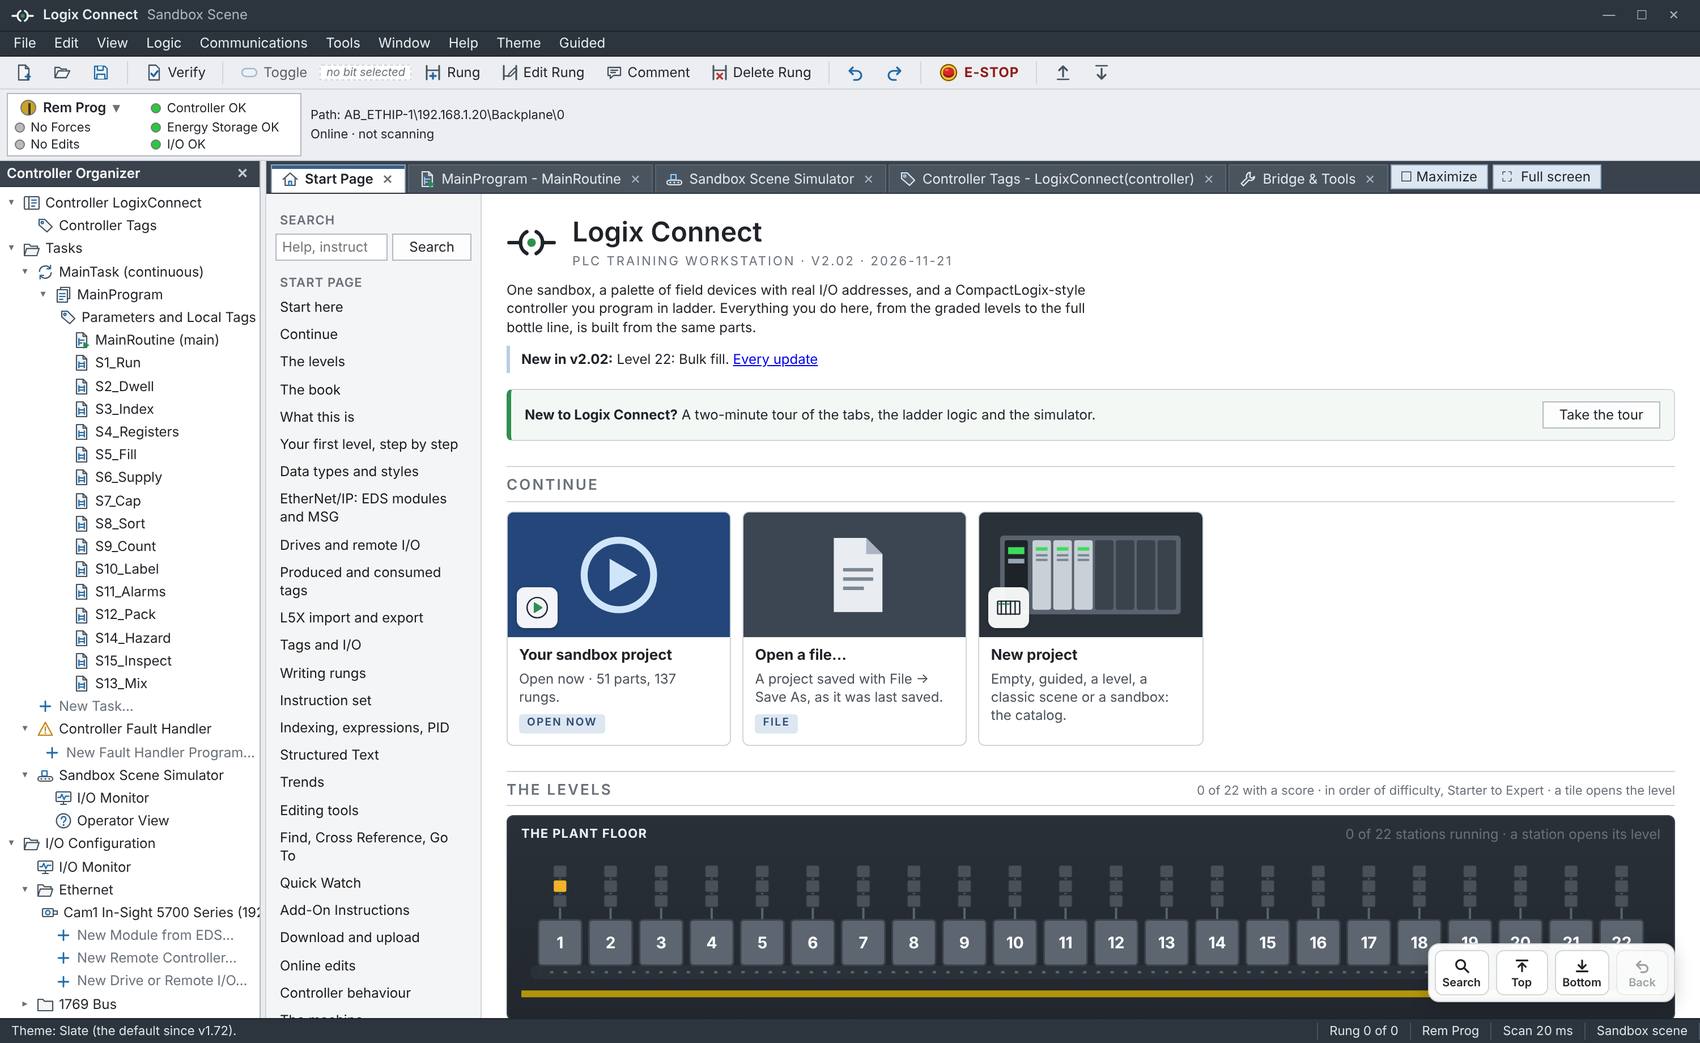 Logix Connect Sandbox Scene
File Edit View Logic Communications Tools Window Help Theme Guided
Verify Toggle no bit selected Rung Edit Rung Comment Delete Rung E-STOP
Rem Prog ▾ Controller OK
No Forces Energy Storage OK
No Edits I/O OK
Path: AB_ETHIP-1\192.168.1.20\Backplane\0
Online · not scanning
Controller Organizer
Controller LogixConnect
Controller Tags
Tasks
MainTask (continuous)
MainProgram
Parameters and Local Tags
MainRoutine (main)
S1_Run
S2_Dwell
S3_Index
S4_Registers
S5_Fill
S6_Supply
S7_Cap
S8_Sort
S9_Count
S10_Label
S11_Alarms
S12_Pack
S14_Hazard
S15_Inspect
S13_Mix
New Task...
Controller Fault Handler
New Fault Handler Program...
Sandbox Scene Simulator
I/O Monitor
Operator View
I/O Configuration
I/O Monitor
Ethernet
Cam1 In-Sight 5700 Series (192
New Module from EDS...
New Remote Controller...
New Drive or Remote I/O...
1769 Bus
Start Page MainProgram - MainRoutine Sandbox Scene Simulator Controller Tags - LogixConnect(controller) Bridge & Tools Maximize Full screen
SEARCH
Help, instruct Search
START PAGE
Start here
Continue
The levels
The book
What this is
Your first level, step by step
Data types and styles
EtherNet/IP: EDS modules
and MSG
Drives and remote I/O
Produced and consumed
tags
L5X import and export
Tags and I/O
Writing rungs
Instruction set
Indexing, expressions, PID
Structured Text
Trends
Editing tools
Find, Cross Reference, Go
To
Quick Watch
Add-On Instructions
Download and upload
Online edits
Controller behaviour
Logix Connect
PLC TRAINING WORKSTATION · V2.02 · 2026-11-21
One sandbox, a palette of field devices with real I/O addresses, and a CompactLogix-style
controller you program in ladder. Everything you do here, from the graded levels to the full
bottle line, is built from the same parts.
New in v2.02: Level 22: Bulk fill. Every update
New to Logix Connect? A two-minute tour of the tabs, the ladder logic and the simulator.
Take the tour
CONTINUE
Your sandbox project
Open now · 51 parts, 137
rungs.
OPEN NOW
Open a file...
A project saved with File →
Save As, as it was last saved.
FILE
New project
Empty, guided, a level, a
classic scene or a sandbox:
the catalog.
THE LEVELS
0 of 22 with a score · in order of difficulty, Starter to Expert · a tile opens the level
THE PLANT FLOOR
0 of 22 stations running · a station opens its level
1 2 3 4 5 6 7 8 9 10 11 12 13 14 15 16 17 18 19 20 21 22
Search Top Bottom Back
Theme: Slate (the default since v1.72).
Rung 0 of 0 Rem Prog Scan 20 ms Sandbox scene